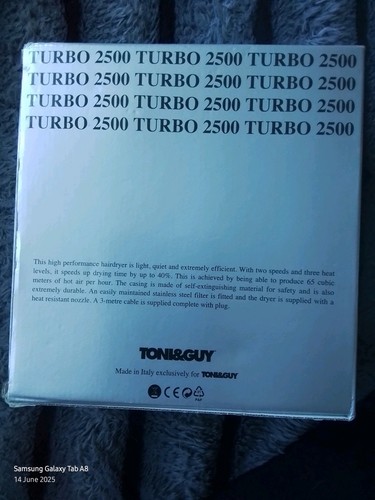 TURBO 2500 TURBO 2500 TURBO 2500
TURBO 2500 TURBO 2500 TURBO 2500
TURBO 2500 TURBO 2500 TURBO 2500
TURBO 2500 TURBO 2500 TURBO 2500
This high performance hairdryer is light, quiet and extremely efficient. With two speeds and three heat
levels, it speeds up drying time by up to 40%. This is achieved by being able to produce 65 cubic
meters of hot air per hour. The casing is made of self-extinguishing material for safety and is also
extremely durable. An easily maintained stainless steel filter is fitted and the dryer is supplied with a
heat resistant nozzle. A 3-metre cable is supplied complete with plug.
TONI&GUY
Made in Italy exclusively for TONI&GUY
CE
Samsung Galaxy Tab A8
14 June 2025